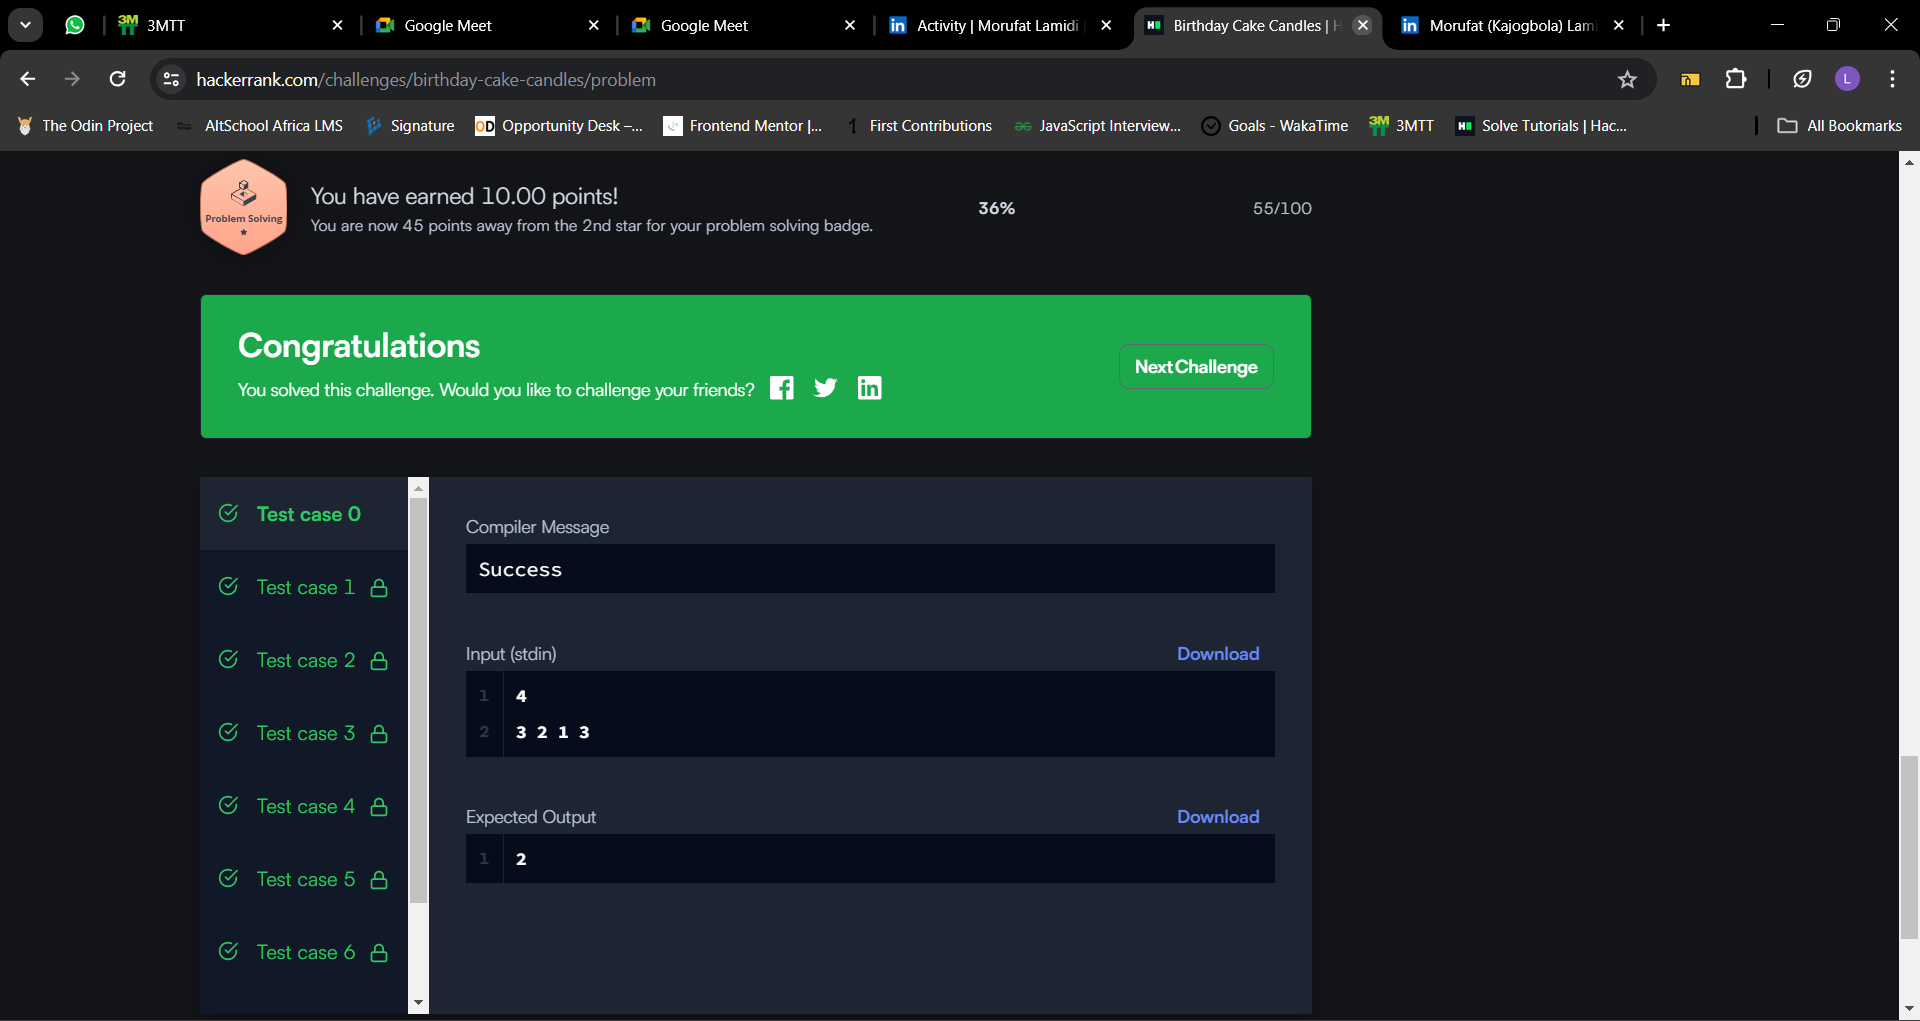 3MTT
Google Meet
Google Meet
Activity | Morufat Lamidi
Birthday Cake Candles | H
Morufat (Kajogbola) Lami
hackerrank.com/challenges/birthday-cake-candles/problem
L
The Odin Project
AltSchool Africa LMS
Signature
OD Opportunity Desk –...
Frontend Mentor |...
First Contributions
JavaScript Interview...
Goals - WakaTime
3MTT
Solve Tutorials | Hac...
All Bookmarks
Problem Solving
You have earned 10.00 points!
You are now 45 points away from the 2nd star for your problem solving badge.
36%
55/100
Congratulations
You solved this challenge. Would you like to challenge your friends?
Next Challenge
Test case 0
Test case 1
Test case 2
Test case 3
Test case 4
Test case 5
Test case 6
Compiler Message
Success
Input (stdin)
Download
1 4
2 3 2 1 3
Expected Output
Download
1 2